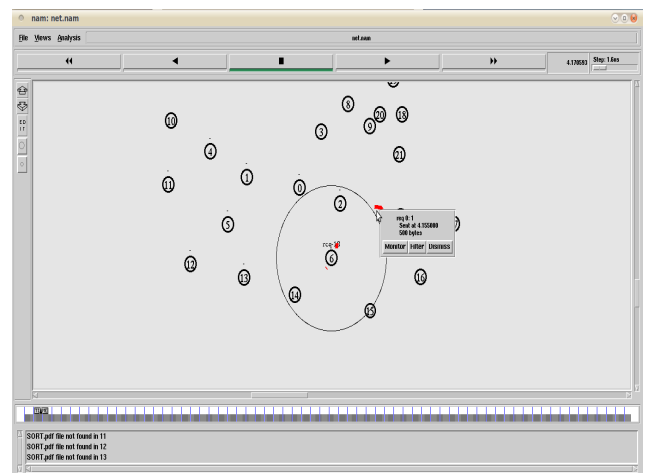 nam: net.nam
File Views Analysis net.nam
4.170593 Step: 1.6ms
8
20 18
10
9
3
4
21
1
11
0
2
5
req 0: 1
Sent at 4.155000
500 bytes
Monitor Filter Dismiss
6
12
13
16
14
15
SORT.pdf file not found in 11
SORT.pdf file not found in 12
SORT.pdf file not found in 13